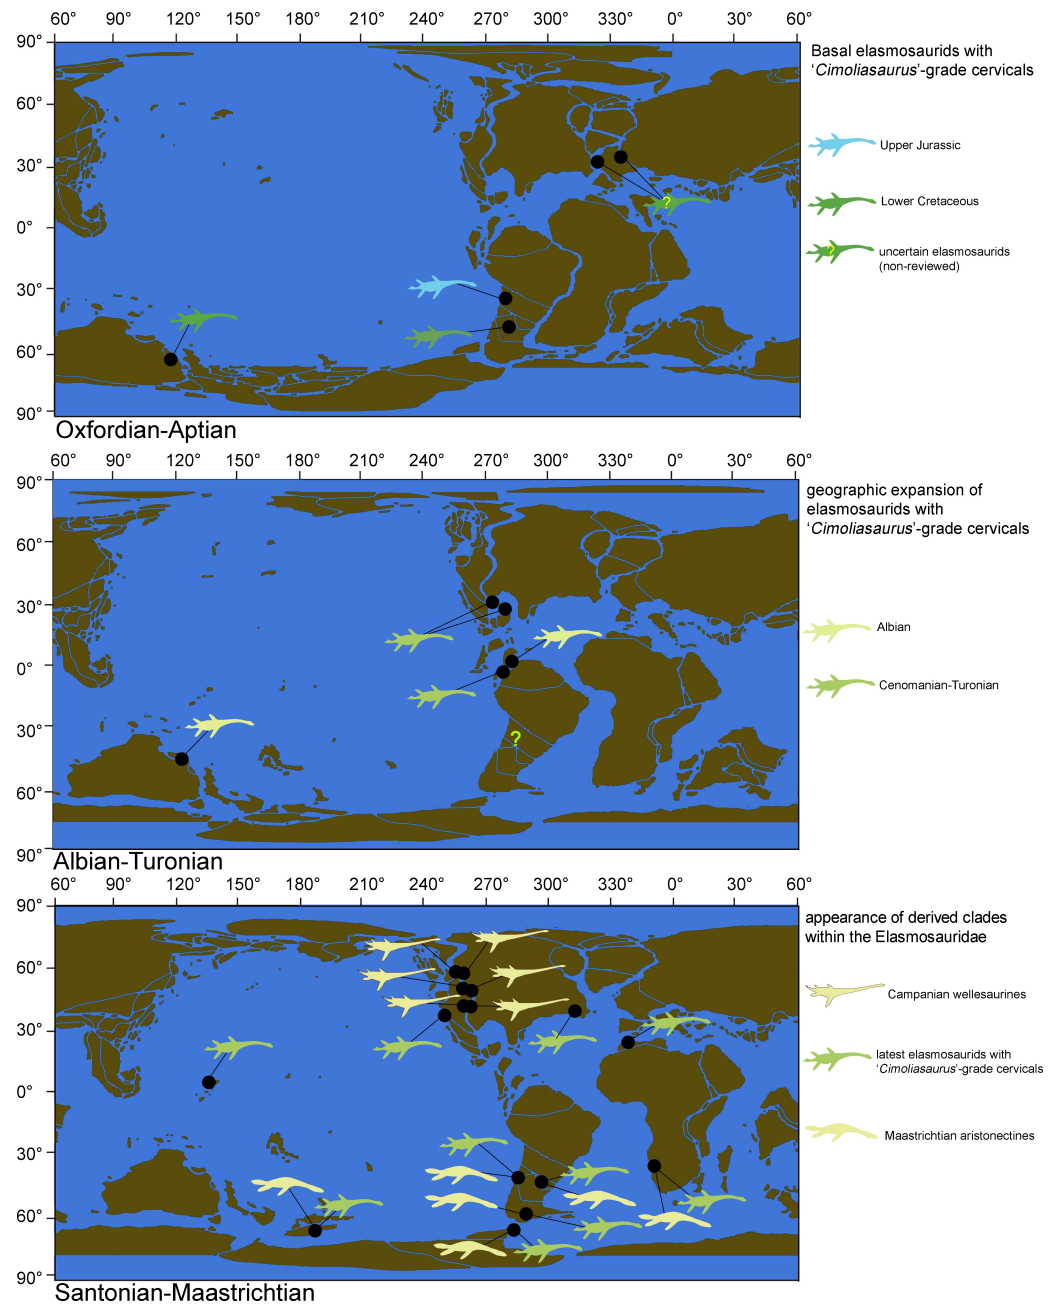 60° 90° 120° 150° 180° 210° 240° 270° 300° 330° 0° 30° 60°
90°
60°
30°
0°
30°
60°
90°
?
Basal elasmosaurids with
‘Cimoliasaurus’-grade cervicals
Upper Jurassic
Lower Cretaceous
?
uncertain elasmosaurids
(non-reviewed)
Oxfordian-Aptian
60° 90° 120° 150° 180° 210° 240° 270° 300° 330° 0° 30° 60°
90°
60°
30°
0°
30°
60°
90°
?
geographic expansion of
elasmosaurids with
‘Cimoliasaurus’-grade cervicals
Albian
Cenomanian-Turonian
Albian-Turonian
60° 90° 120° 150° 180° 210° 240° 270° 300° 330° 0° 30° 60°
90°
60°
30°
0°
30°
60°
90°
appearance of derived clades
within the Elasmosauridae
Campanian wellesaurines
latest elasmosaurids with
‘Cimoliasaurus’-grade cervicals
Maastrichtian aristonectines
Santonian-Maastrichtian